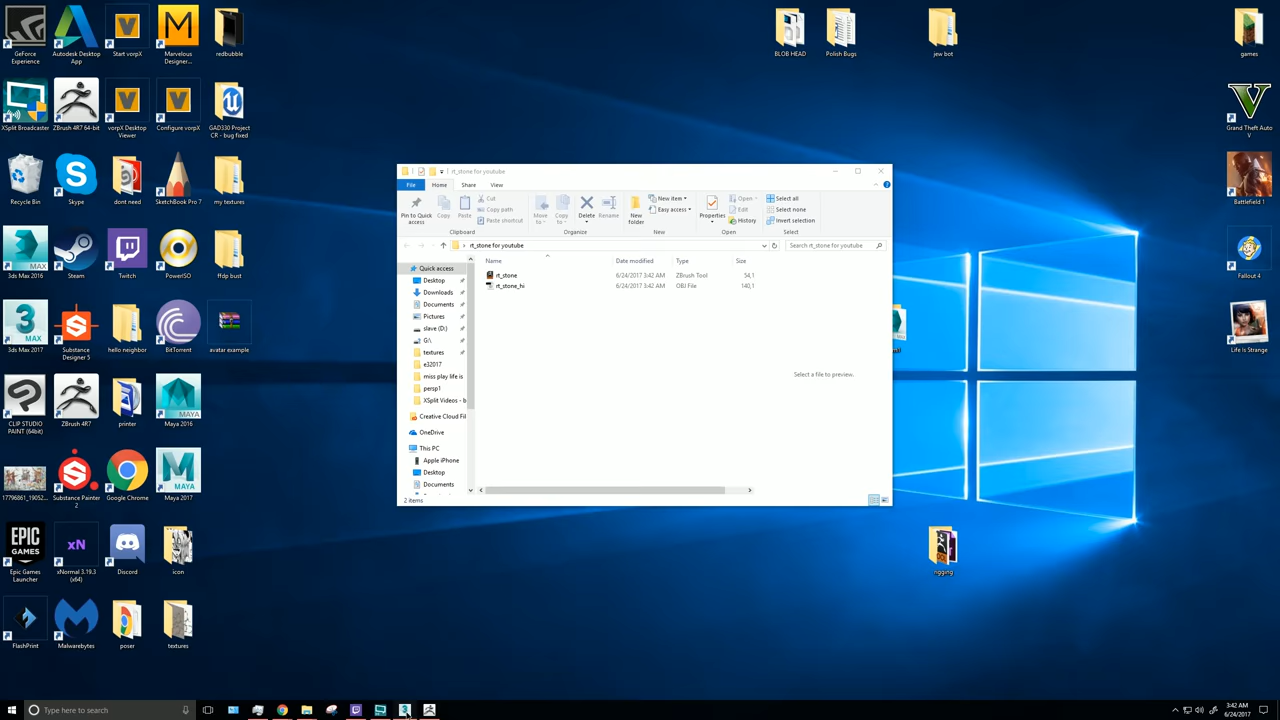 GeForce Experience
Autodesk Desktop App
Start vorpX
Marvelous Designer...
redbubble
BLOB HEAD
Polish Bugs
jew bot
games
XSplit Broadcaster
ZBrush 4R7 64-bit
vorpX Desktop Viewer
Configure vorpX
GAD330 Project CR - bug fixed
Grand Theft Auto V
Recycle Bin
Skype
dont need
SketchBook Pro 7
my textures
Battlefield 1
3ds Max 2016
Steam
Twitch
PowerISO
ffdp bust
Fallout 4
3ds Max 2017
Substance Designer 5
hello neighbor
BitTorrent
avatar example
Life is Strange
CLIP STUDIO PAINT (64bit)
ZBrush 4R7
printer
Maya 2016
17796861_19052...
Substance Painter 2
Google Chrome
Maya 2017
Epic Games Launcher
xNormal 3.19.3 (x64)
Discord
icon
rigging
FlashPrint
Malwarebytes
poser
textures
rt_stone for youtube
File
Home
Share
View
Pin to Quick access
Copy
Paste
Cut
Copy path
Paste shortcut
Clipboard
Move to
Copy to
Delete
Rename
Organize
New folder
New item
Easy access
New
Properties
Open
Edit
History
Open
Select all
Select none
Invert selection
Select
rt_stone for youtube
Search rt_stone for youtube
Name
Date modified
Type
Size
rt_stone
6/24/2017 3:42 AM
ZBrush Tool
54,1
rt_stone_hi
6/24/2017 3:42 AM
OBJ File
140,1
Quick access
Desktop
Downloads
Documents
Pictures
slave (D:)
G:\
textures
e32017
miss play life is
persp1
XSplit Videos - b
Creative Cloud Fil
OneDrive
This PC
Apple iPhone
Desktop
Documents
Select a file to preview.
2 items
Type here to search
3:42 AM
6/24/2017